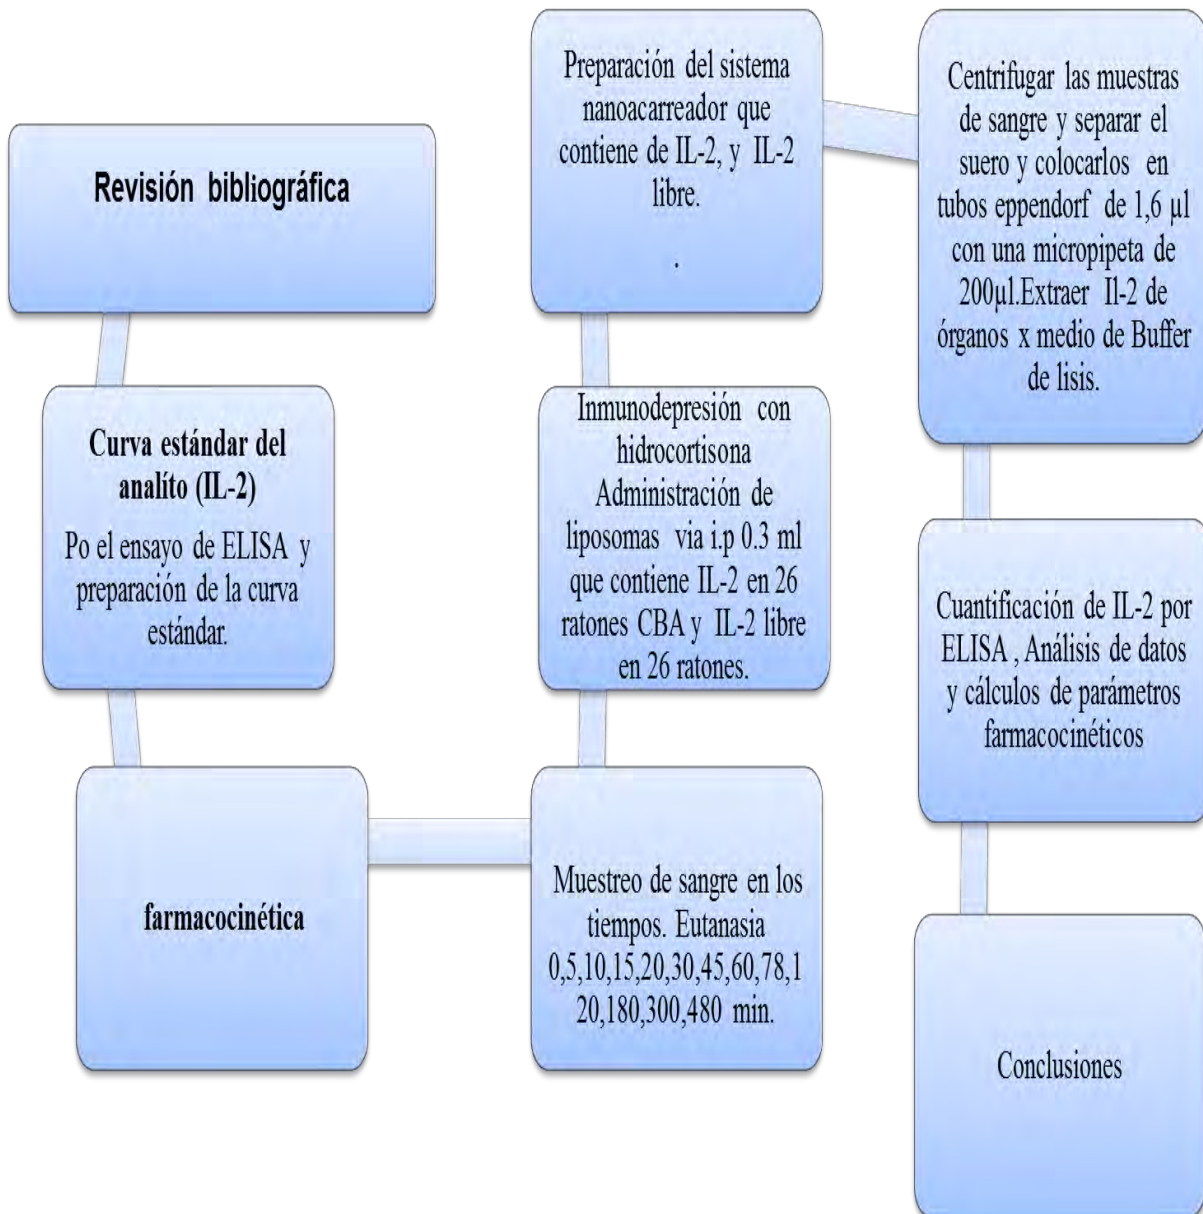 Revisión bibliográfica
Curva estándar del
analíto (IL-2)
Po el ensayo de ELISA y
preparación de la curva
estándar.
farmacocinética
Muestreo de sangre en los
tiempos. Eutanasia
0,5,10,15,20,30,45,60,78,1
20,180,300,480 min.
Inmunodepresión con
hidrocortisona
Administración de
liposomas via i.p 0.3 ml
que contiene IL-2 en 26
ratones CBA y IL-2 libre
en 26 ratones.
Preparación del sistema
nanoacarreador que
contiene de IL-2, y IL-2
libre.
.
Centrifugar las muestras
de sangre y separar el
suero y colocarlos en
tubos eppendorf de 1,6 µl
con una micropipeta de
200µl.Extraer Il-2 de
órganos x medio de Buffer
de lisis.
Cuantificación de IL-2 por
ELISA , Análisis de datos
y cálculos de parámetros
farmacocinéticos
Conclusiones